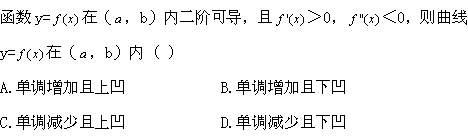 函数 y= f(x) 在（a，b）内二阶可导，且 f'(x)＞0，f''(x)＜0，则曲线
y= f(x) 在（a，b）内（ ）
A.单调增加且上凹 B.单调增加且下凹
C.单调减少且上凹 D.单调减少且下凹